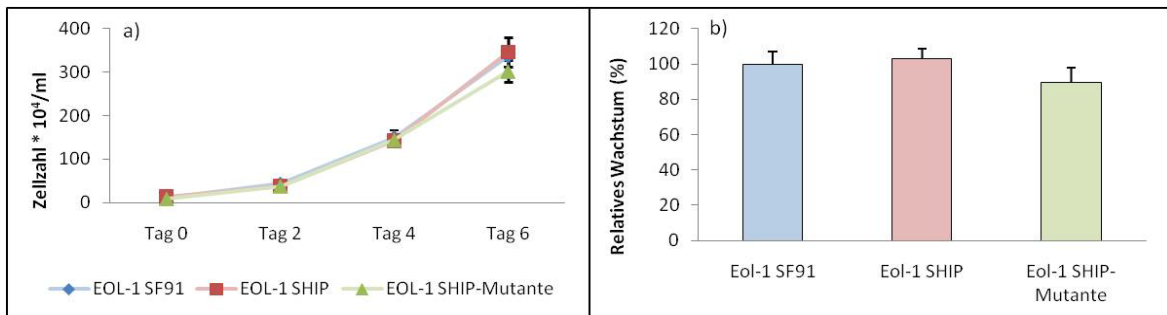 a)
Zellzahl * 10⁴/ml
400
300
200
100
0
Tag 0 Tag 2 Tag 4 Tag 6
EOL-1 SF91 EOL-1 SHIP EOL-1 SHIP-Mutante
b)
Relatives Wachstum (%)
120
100
80
60
40
20
0
Eol-1 SF91 Eol-1 SHIP Eol-1 SHIP-
Mutante